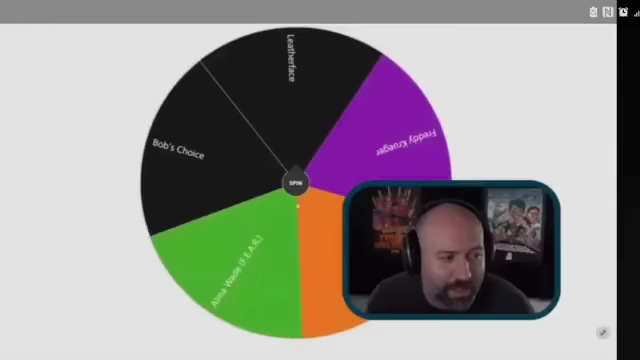 Leatherface
Freddy Krueger
Bob's Choice
SPIN
Alma Wade (F.E.A.R.)